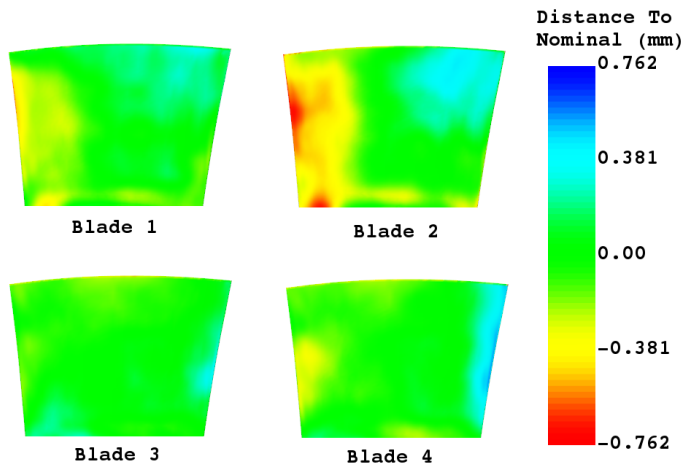 Distance To
Nominal (mm)
0.762
0.381
0.00
-0.381
-0.762
Blade 1
Blade 2
Blade 3
Blade 4